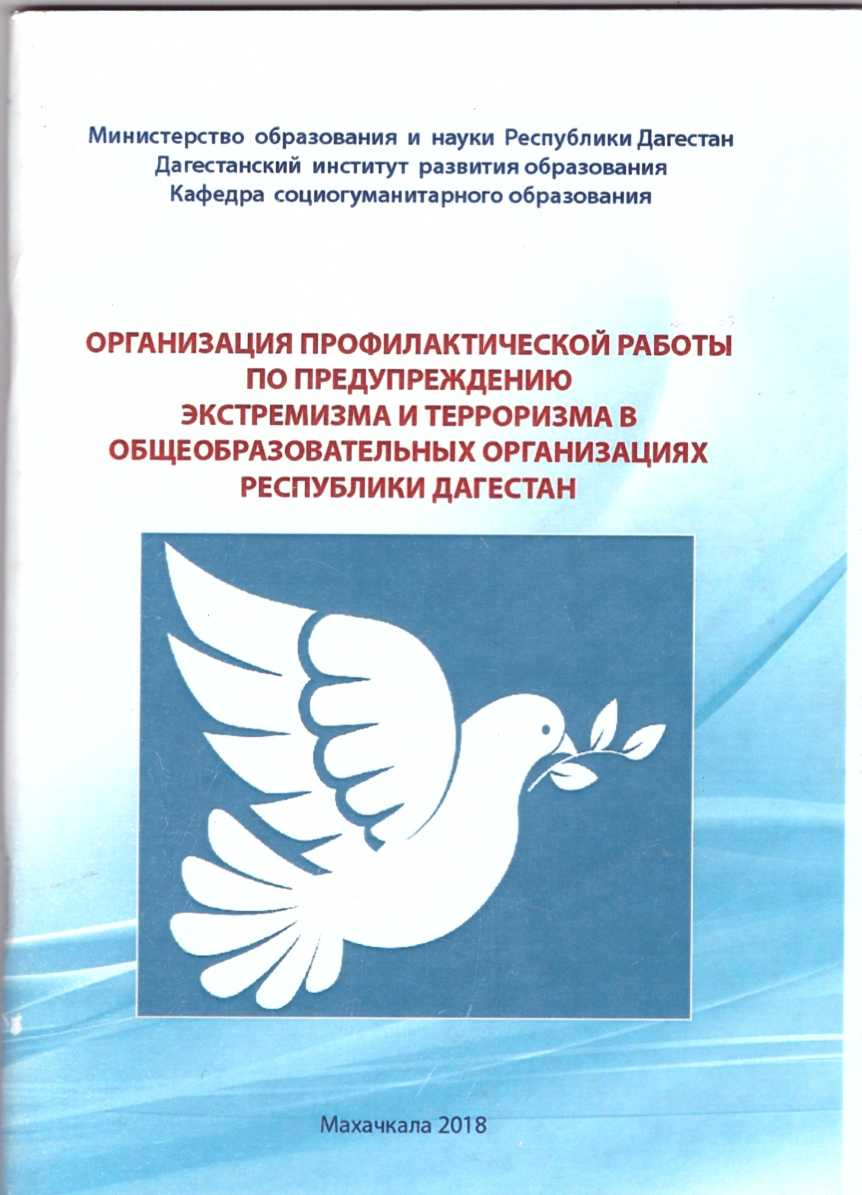 Министерство образования и науки Республики Дагестан
Дагестанский институт развития образования
Кафедра социогуманитарного образования
ОРГАНИЗАЦИЯ ПРОФИЛАКТИЧЕСКОЙ РАБОТЫ
ПО ПРЕДУПРЕЖДЕНИЮ
ЭКСТРЕМИЗМА И ТЕРРОРИЗМА В
ОБЩЕОБРАЗОВАТЕЛЬНЫХ ОРГАНИЗАЦИЯХ
РЕСПУБЛИКИ ДАГЕСТАН
Махачкала 2018